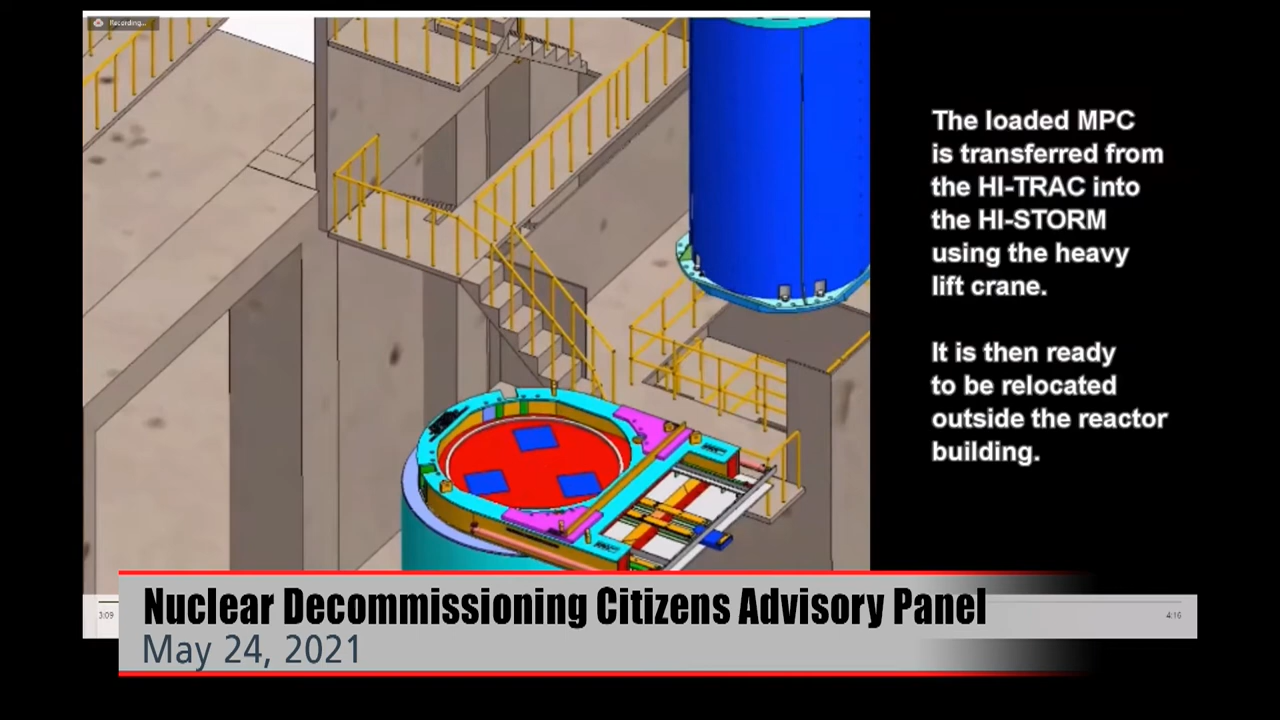 Recording...
The loaded MPC
is transferred from
the HI-TRAC into
the HI-STORM
using the heavy
lift crane.
It is then ready
to be relocated
outside the reactor
building.
3:09
4:16
Nuclear Decommissioning Citizens Advisory Panel
May 24, 2021